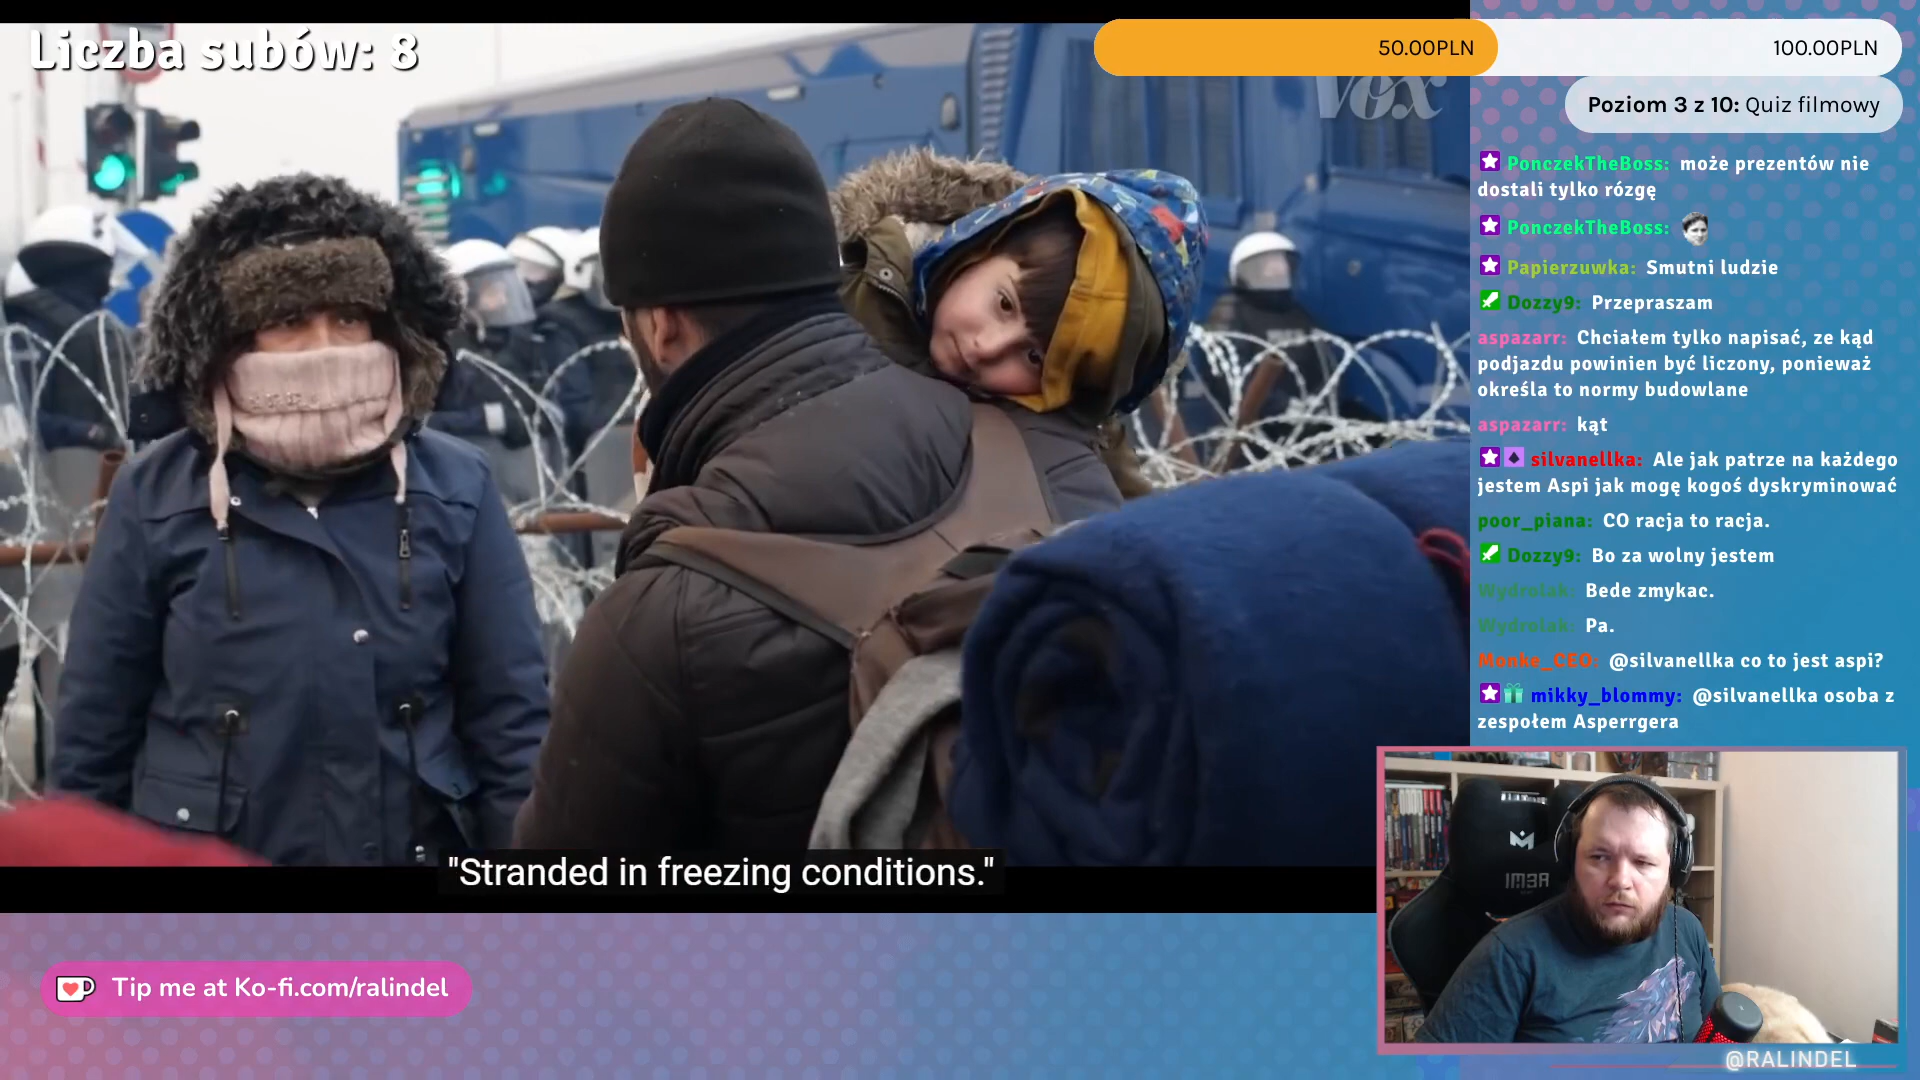 Liczba subów: 8
50.00PLN
100.00PLN
Vox
Poziom 3 z 10: Quiz filmowy
PonczekTheBoss: może prezentów nie
dostali tylko rózgę
PonczekTheBoss:
Papierzuwka: Smutni ludzie
Dozzy9: Przepraszam
aspazarr: Chciałem tylko napisać, ze kąd
podjazdu powinien być liczony, ponieważ
określa to normy budowlane
aspazarr: kąt
silvanellka: Ale jak patrze na każdego
jestem Aspi jak mogę kogoś dyskryminować
poor_piana: CO racja to racja.
Dozzy9: Bo za wolny jestem
Wydrolak: Bede zmykac.
Wydrolak: Pa.
Monke_CEO: @silvanellka co to jest aspi?
mikky_blommy: @silvanellka osoba z
zespołem Asperrgera
"Stranded in freezing conditions."
Tip me at Ko-fi.com/ralindel
@RALINDEL